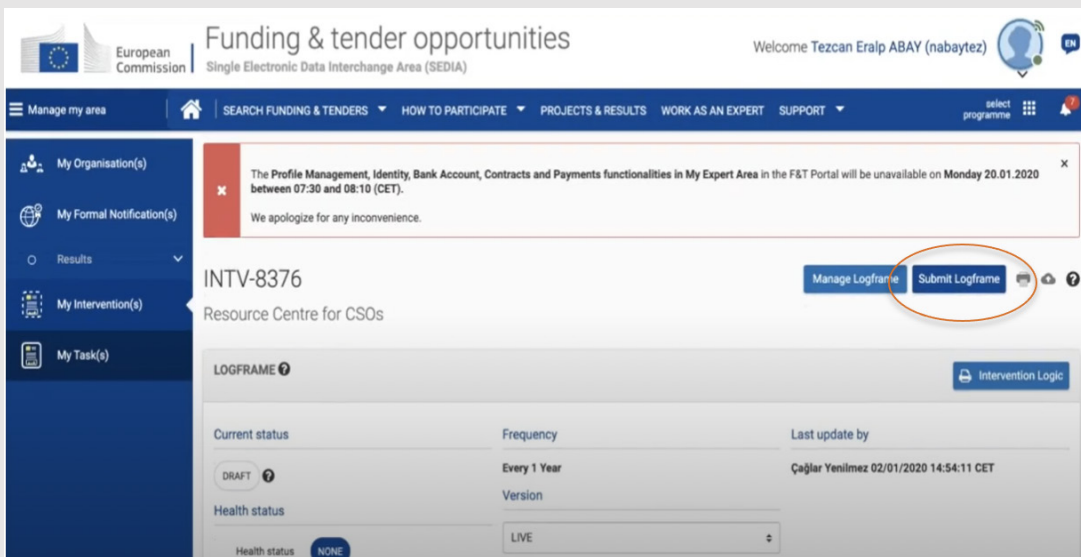 European
Commission
Funding & tender opportunities
Single Electronic Data Interchange Area (SEDIA)
Welcome Tezcan Eralp ABAY (nabaytez)
EN
Manage my area
SEARCH FUNDING & TENDERS
HOW TO PARTICIPATE
PROJECTS & RESULTS
WORK AS AN EXPERT
SUPPORT
select
programme
7
My Organisation(s)
My Formal Notification(s)
Results
My Intervention(s)
My Task(s)
The Profile Management, Identity, Bank Account, Contracts and Payments functionalities in My Expert Area in the F&T Portal will be unavailable on Monday 20.01.2020
between 07:30 and 08:10 (CET).
We apologize for any inconvenience.
INTV-8376
Manage Logframe
Submit Logframe
Resource Centre for CSOs
LOGFRAME
Intervention Logic
Current status
Frequency
Last update by
DRAFT
Every 1 Year
Çağlar Yenilmez 02/01/2020 14:54:11 CET
Version
Health status
LIVE
Health status
NONE